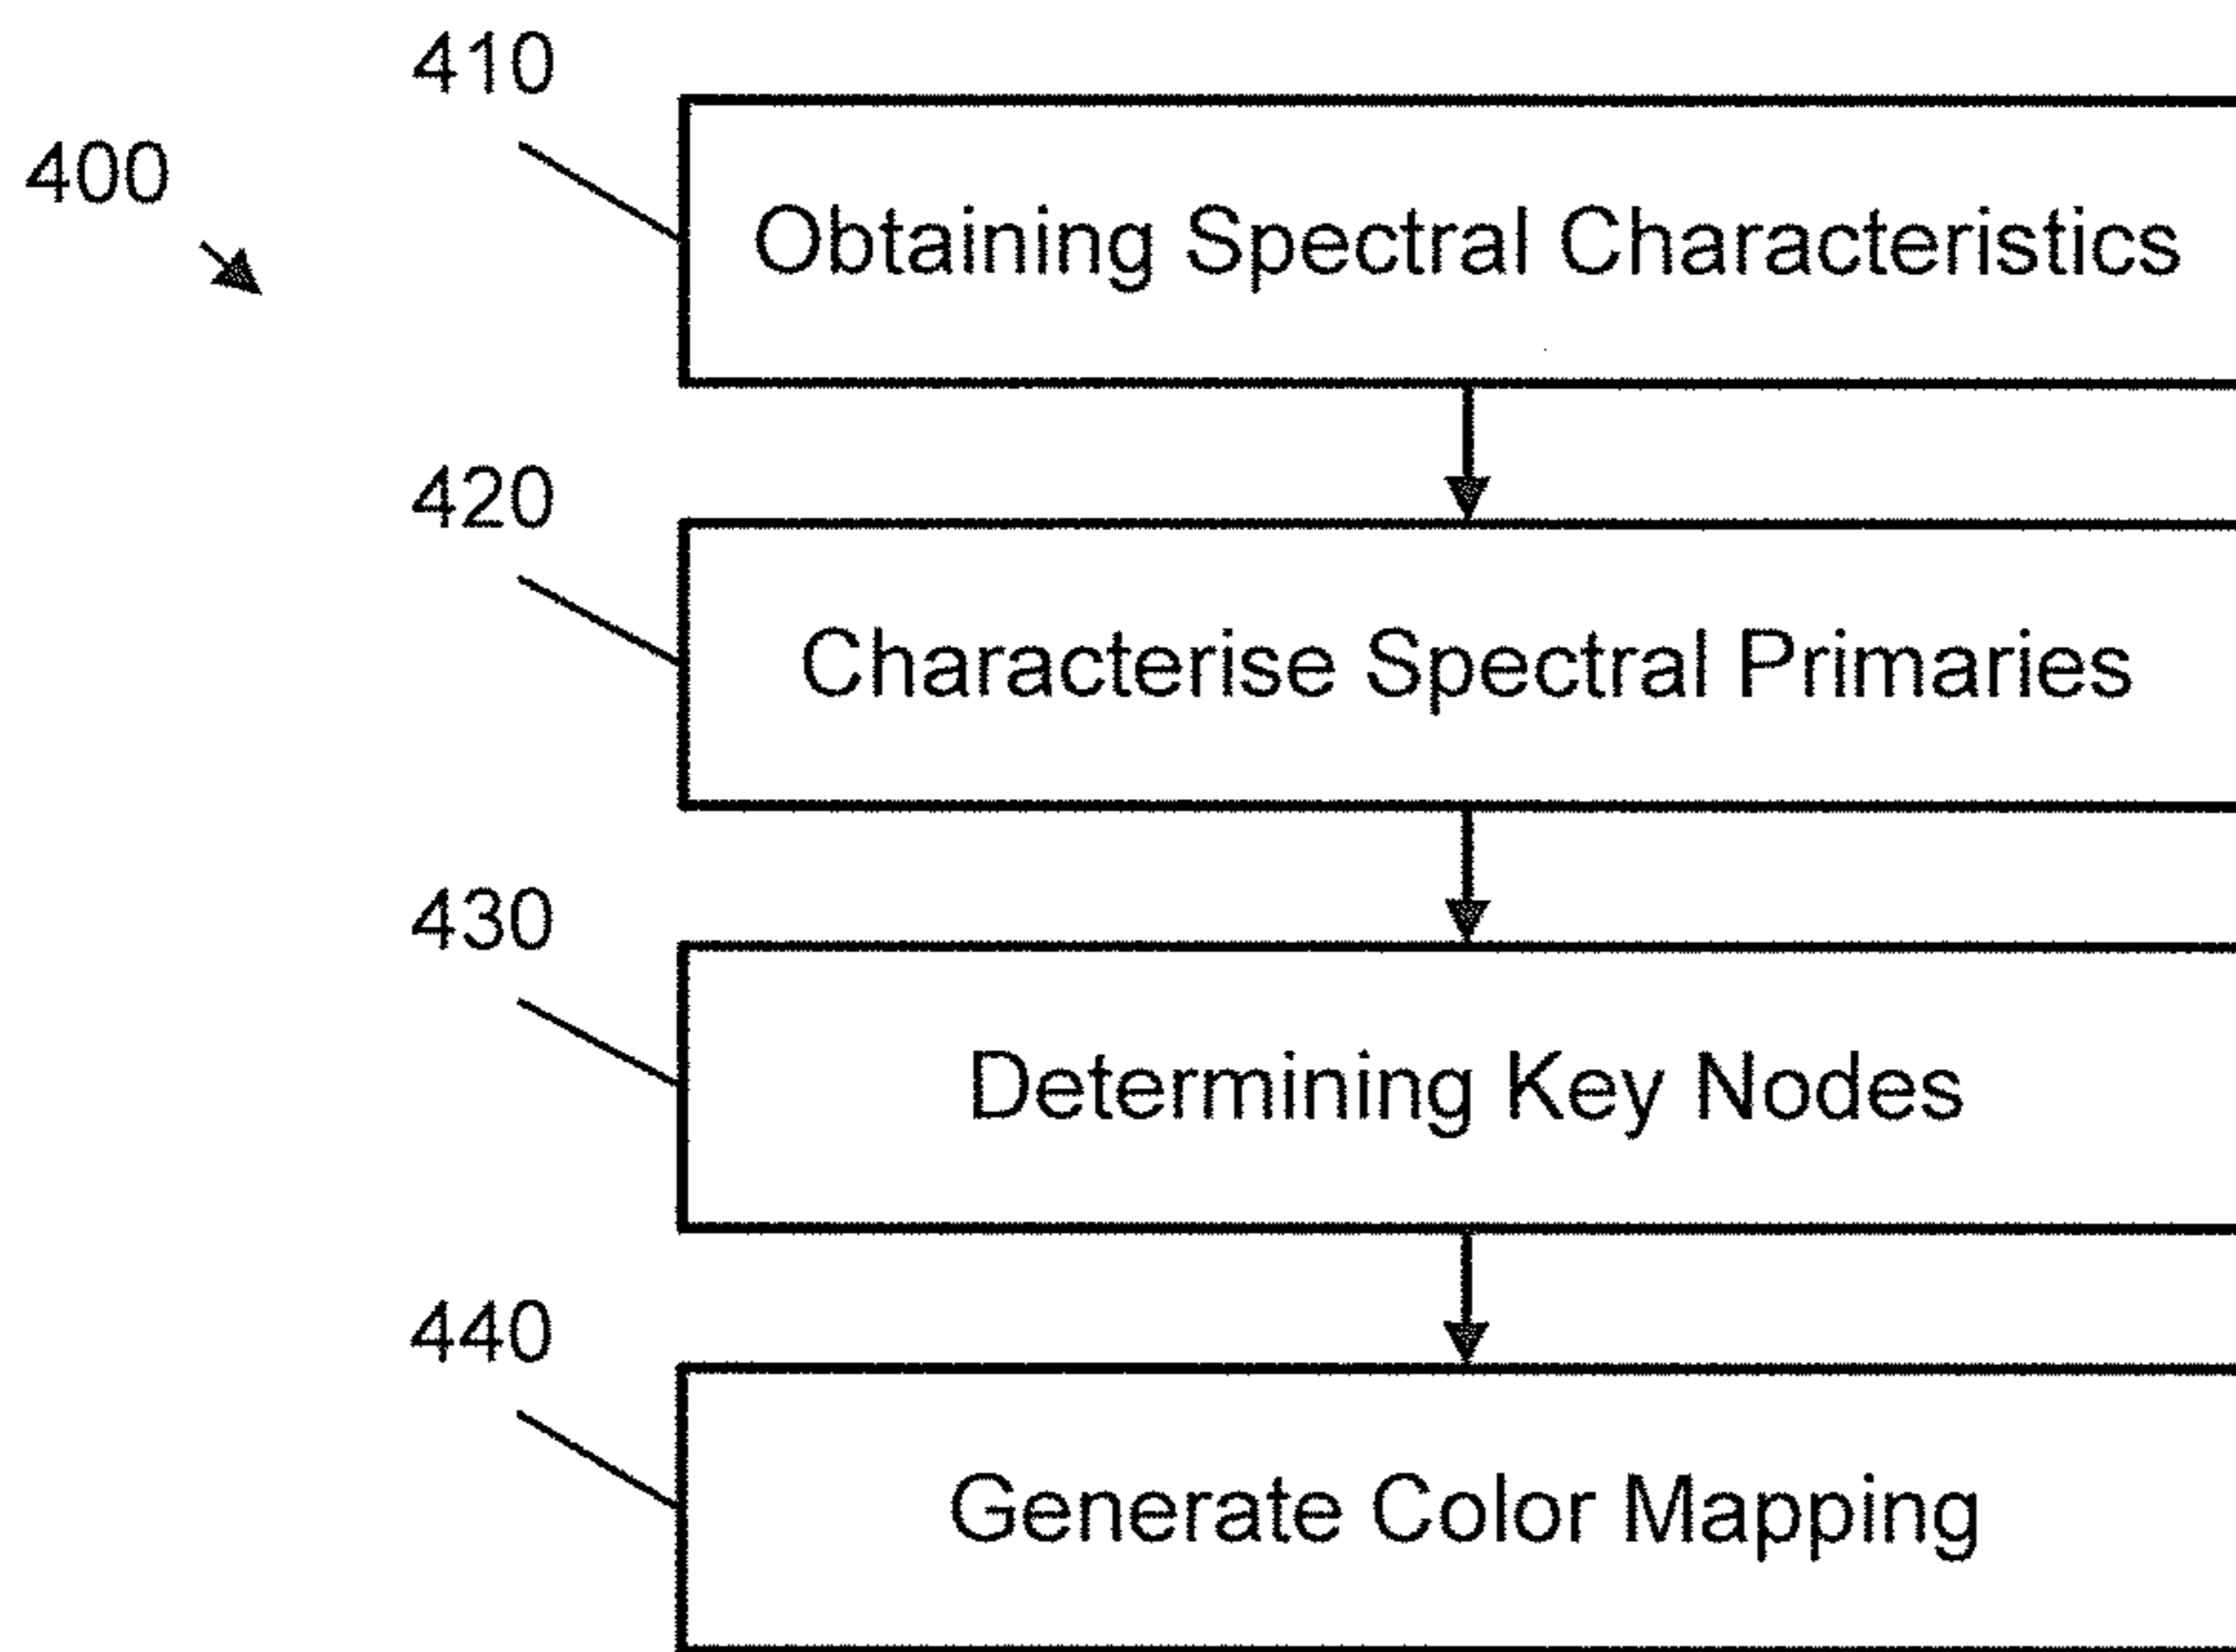 410
400
Obtaining Spectral Characteristics
420
Characterise Spectral Primaries
430
Determining Key Nodes
440
Generate Color Mapping